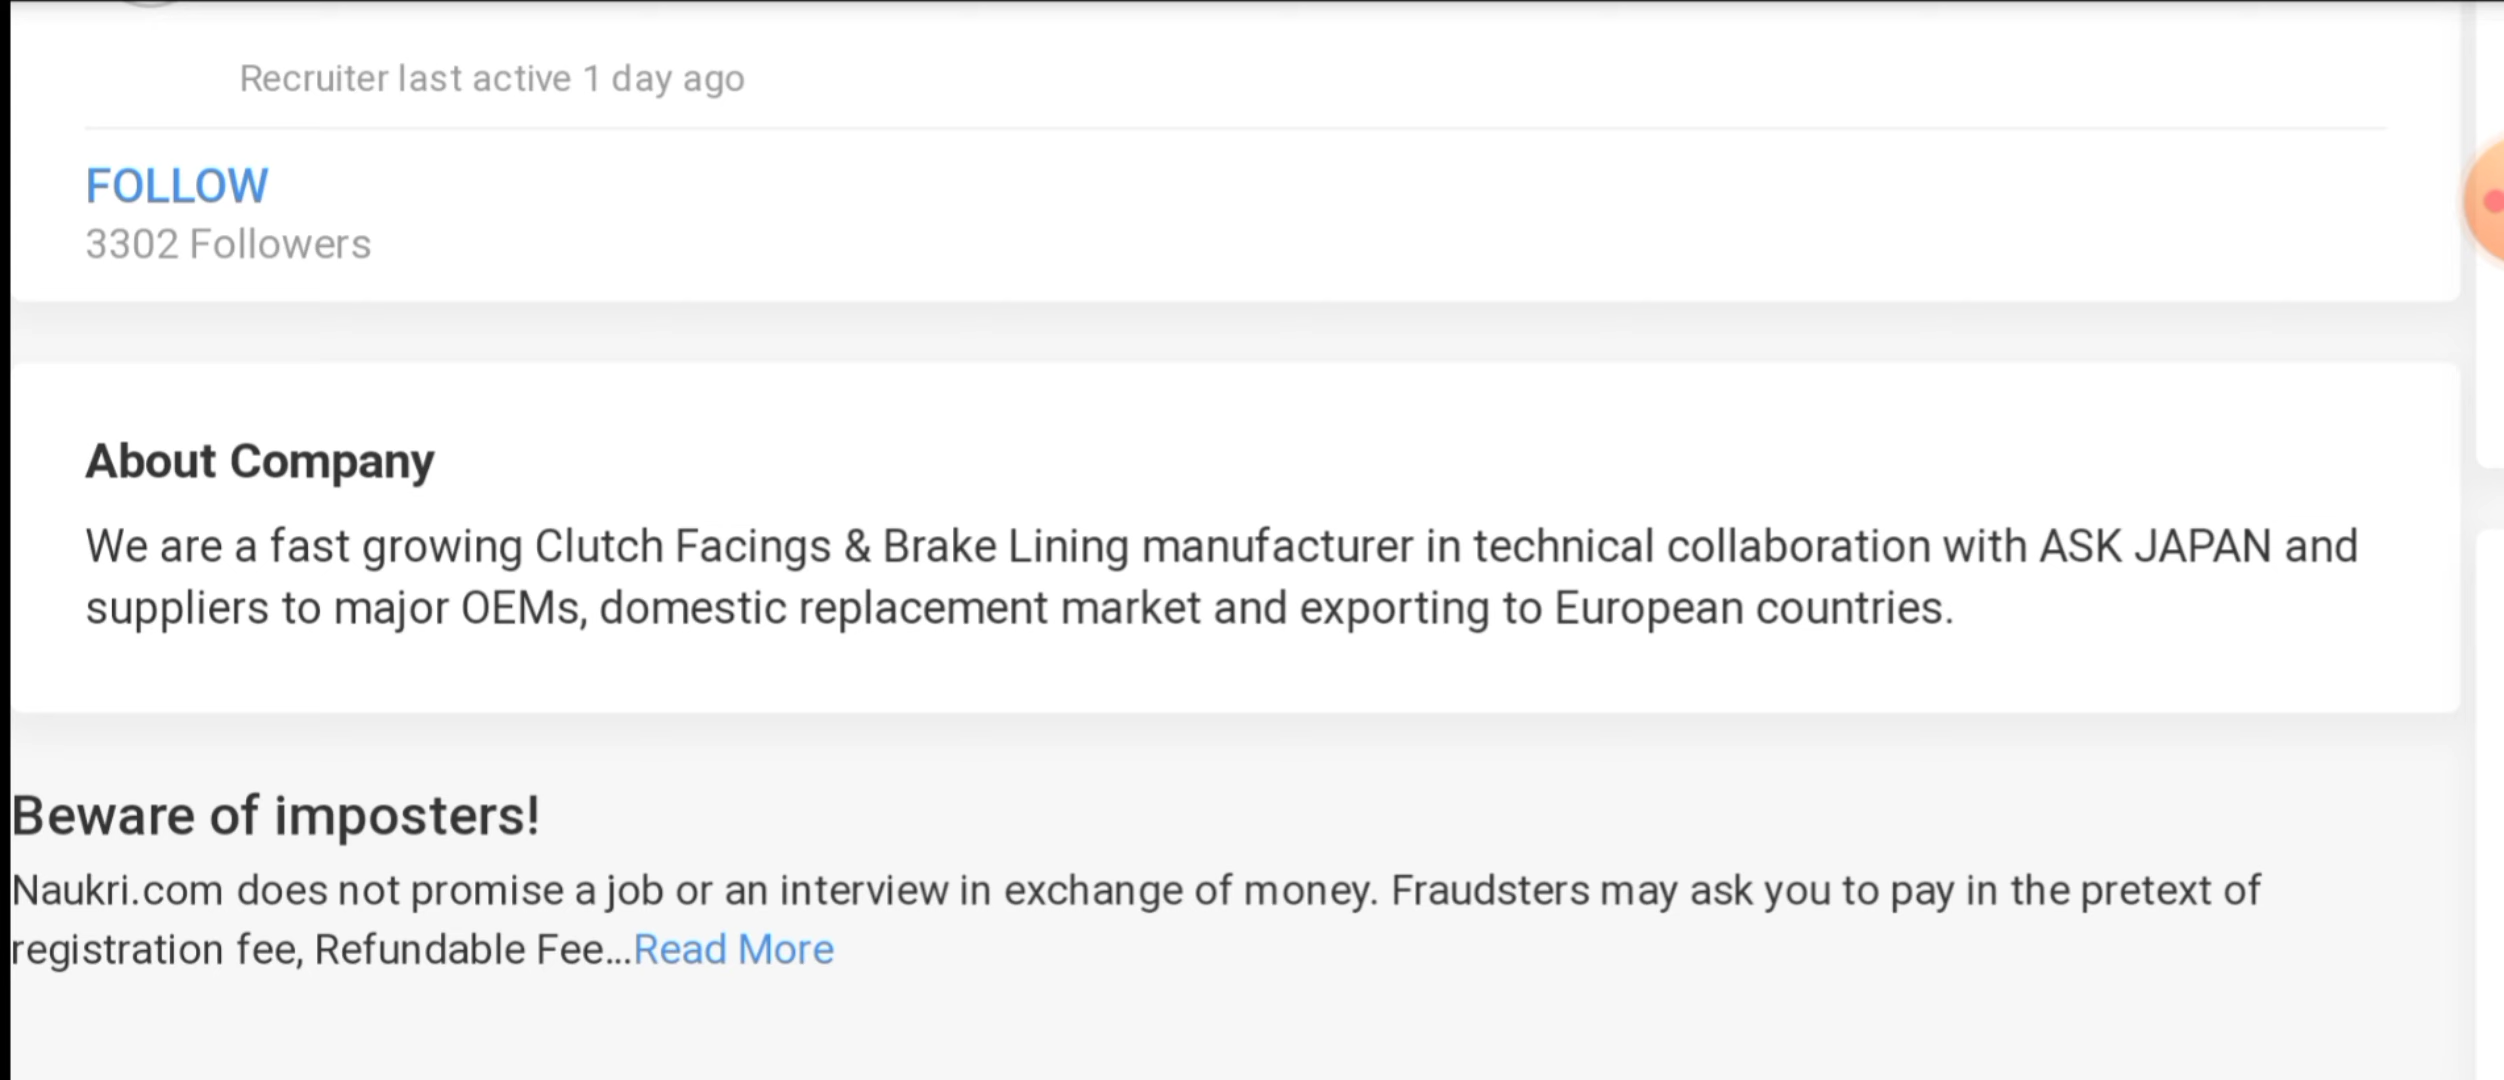 Recruiter last active 1 day ago
FOLLOW
3302 Followers
About Company
We are a fast growing Clutch Facings & Brake Lining manufacturer in technical collaboration with ASK JAPAN and
suppliers to major OEMs, domestic replacement market and exporting to European countries.
Beware of imposters!
Naukri.com does not promise a job or an interview in exchange of money. Fraudsters may ask you to pay in the pretext of
registration fee, Refundable Fee...Read More